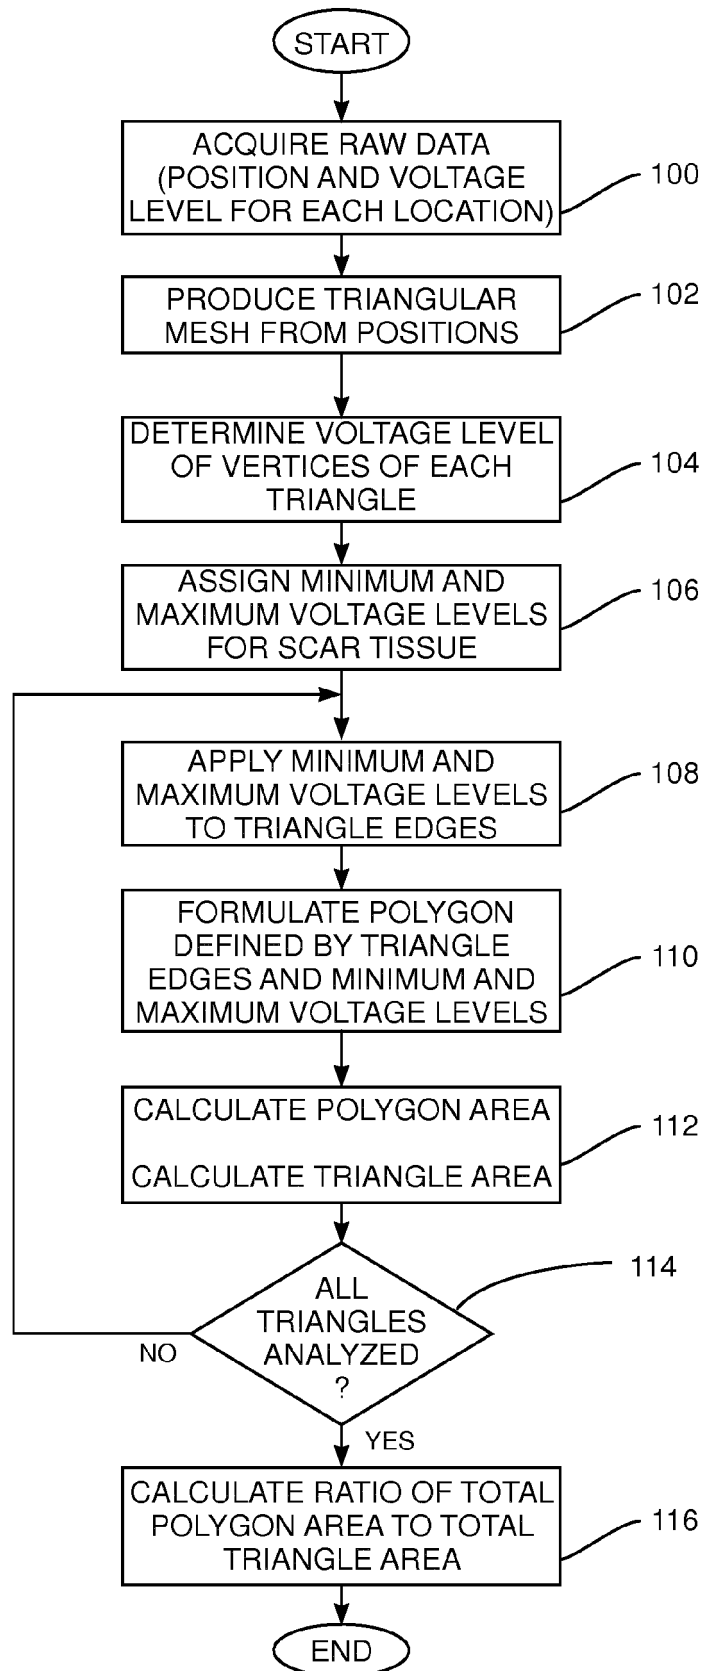 START
ACQUIRE RAW DATA
(POSITION AND VOLTAGE
LEVEL FOR EACH LOCATION)
100
PRODUCE TRIANGULAR
MESH FROM POSITIONS
102
DETERMINE VOLTAGE LEVEL
OF VERTICES OF EACH
TRIANGLE
104
ASSIGN MINIMUM AND
MAXIMUM VOLTAGE LEVELS
FOR SCAR TISSUE
106
APPLY MINIMUM AND
MAXIMUM VOLTAGE LEVELS
TO TRIANGLE EDGES
108
FORMULATE POLYGON
DEFINED BY TRIANGLE
EDGES AND MINIMUM AND
MAXIMUM VOLTAGE LEVELS
110
CALCULATE POLYGON AREA
CALCULATE TRIANGLE AREA
112
ALL
TRIANGLES
ANALYZED
?
114
NO
YES
CALCULATE RATIO OF TOTAL
POLYGON AREA TO TOTAL
TRIANGLE AREA
116
END